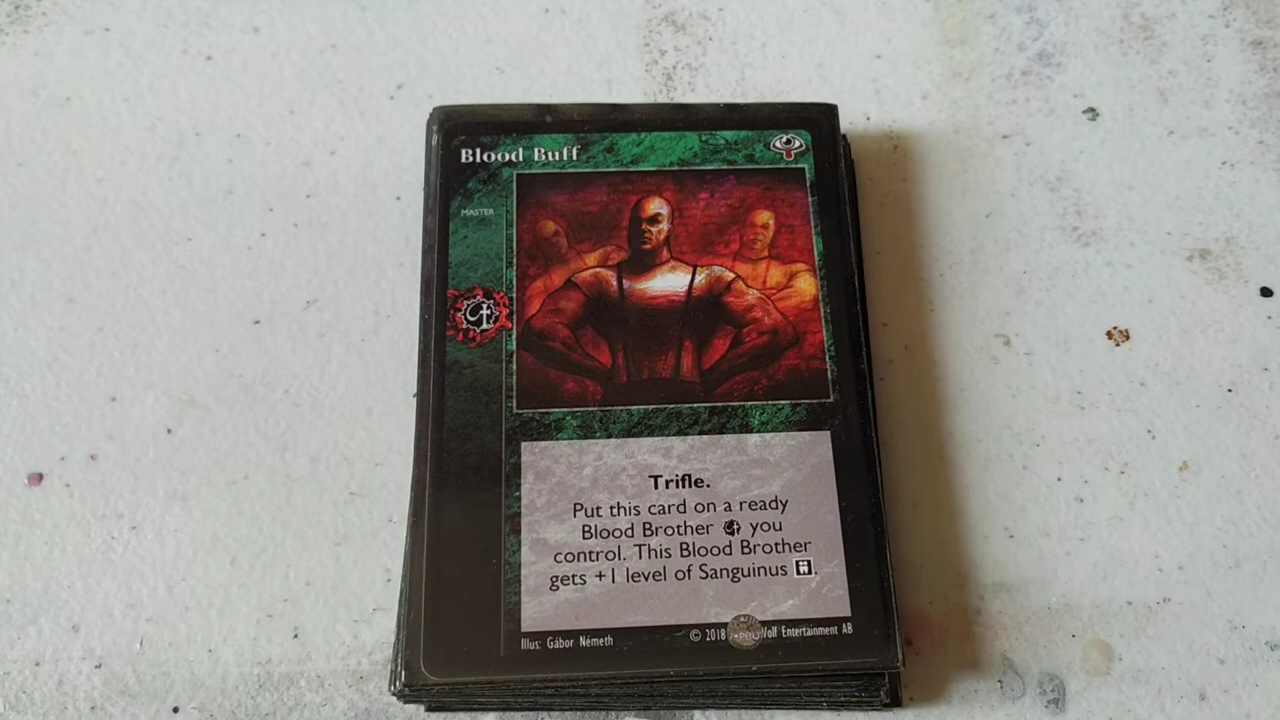 Blood Buff
MASTER
Trifle.
Put this card on a ready
Blood Brother you
control. This Blood Brother
gets +1 level of Sanguinus .
Illus: Gábor Németh
© 2018 Wolf Entertainment AB
PRO